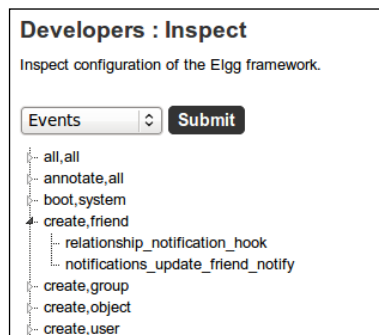 Developers : Inspect
Inspect configuration of the Elgg framework.
Events Submit
all,all
annotate,all
boot,system
create,friend
relationship_notification_hook
notifications_update_friend_notify
create,group
create,object
create,user